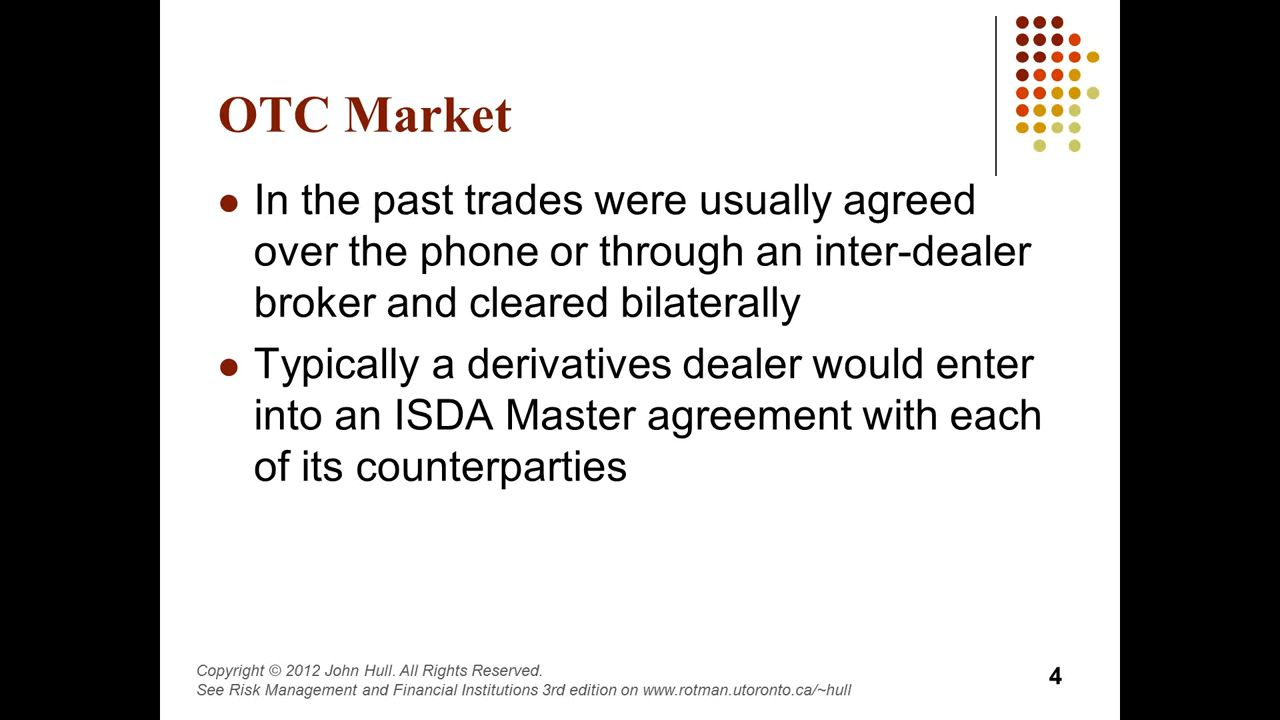 OTC Market
In the past trades were usually agreed
over the phone or through an inter-dealer
broker and cleared bilaterally
Typically a derivatives dealer would enter
into an ISDA Master agreement with each
of its counterparties
Copyright © 2012 John Hull. All Rights Reserved.
See Risk Management and Financial Institutions 3rd edition on www.rotman.utoronto.ca/~hull
4